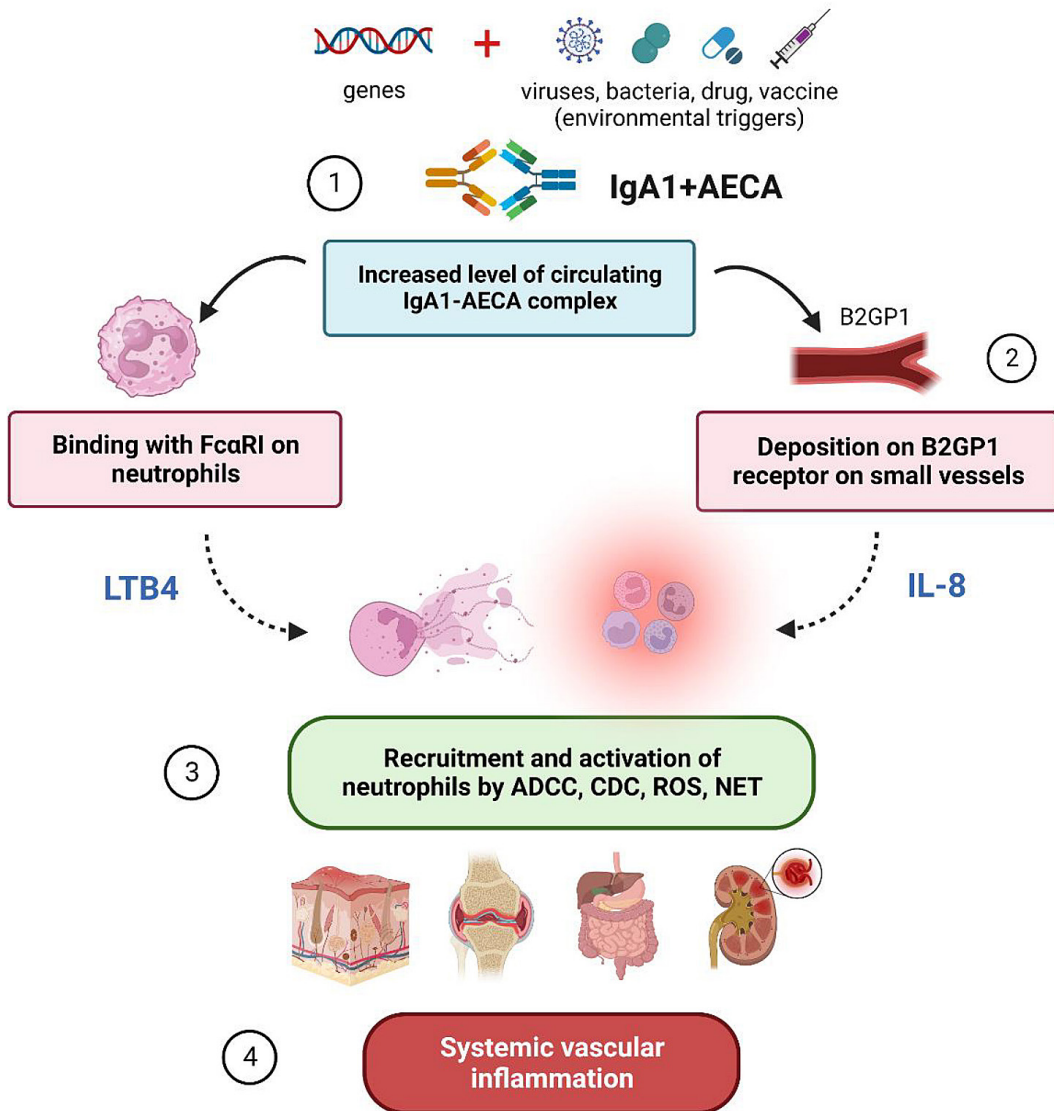 genes
+
viruses, bacteria, drug, vaccine
(environmental triggers)
1
IgA1+AECA
Increased level of circulating
IgA1-AECA complex
B2GP1
2
Binding with FcαRI on
neutrophils
Deposition on B2GP1
receptor on small vessels
LTB4
IL-8
3
Recruitment and activation of
neutrophils by ADCC, CDC, ROS, NET
4
Systemic vascular
inflammation